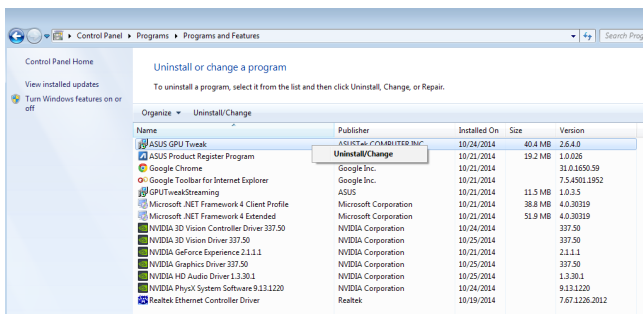 Control Panel ▸ Programs ▸ Programs and Features
Search Prog
Control Panel Home
View installed updates
Turn Windows features on or
off
Uninstall or change a program
To uninstall a program, select it from the list and then click Uninstall, Change, or Repair.
Organize Uninstall/Change
Name Publisher Installed On Size Version
ASUS GPU Tweak ASUSTek COMPUTER INC. 10/24/2014 40.4 MB 2.6.4.0
Uninstall/Change
ASUS Product Register Program 10/21/2014 19.2 MB 1.0.026
Google Chrome Google Inc. 10/21/2014 31.0.1650.59
Google Toolbar for Internet Explorer Google Inc. 10/21/2014 7.5.4501.1952
GPUTweakStreaming ASUS 10/21/2014 11.5 MB 1.0.3.5
Microsoft .NET Framework 4 Client Profile Microsoft Corporation 10/21/2014 38.8 MB 4.0.30319
Microsoft .NET Framework 4 Extended Microsoft Corporation 10/21/2014 51.9 MB 4.0.30319
NVIDIA 3D Vision Controller Driver 337.50 NVIDIA Corporation 10/24/2014 337.50
NVIDIA 3D Vision Driver 337.50 NVIDIA Corporation 10/25/2014 337.50
NVIDIA GeForce Experience 2.1.1.1 NVIDIA Corporation 10/21/2014 2.1.1.1
NVIDIA Graphics Driver 337.50 NVIDIA Corporation 10/25/2014 337.50
NVIDIA HD Audio Driver 1.3.30.1 NVIDIA Corporation 10/25/2014 1.3.30.1
NVIDIA PhysX System Software 9.13.1220 NVIDIA Corporation 10/24/2014 9.13.1220
Realtek Ethernet Controller Driver Realtek 10/19/2014 7.67.1226.2012